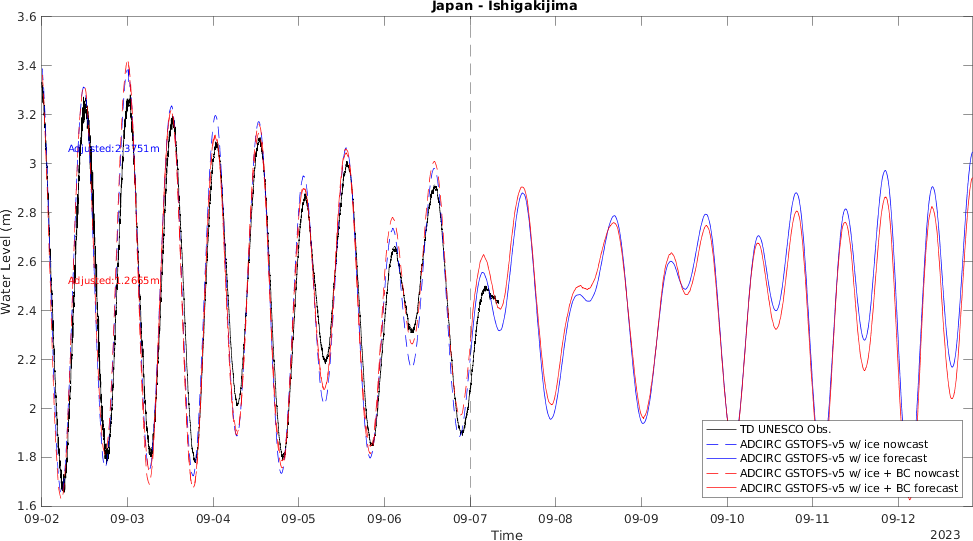 Japan - Ishigakijima
3.6
3.4
3.2
3
2.8
2.6
2.4
2.2
2
1.8
1.6
Water Level (m)
Adjusted:2.3751m
Adjusted:1.2665m
TD UNESCO Obs.
ADCIRC GSTOFS-v5 w/ ice nowcast
ADCIRC GSTOFS-v5 w/ ice forecast
ADCIRC GSTOFS-v5 w/ ice + BC nowcast
ADCIRC GSTOFS-v5 w/ ice + BC forecast
09-02 09-03 09-04 09-05 09-06 09-07 09-08 09-09 09-10 09-11 09-12
Time
2023